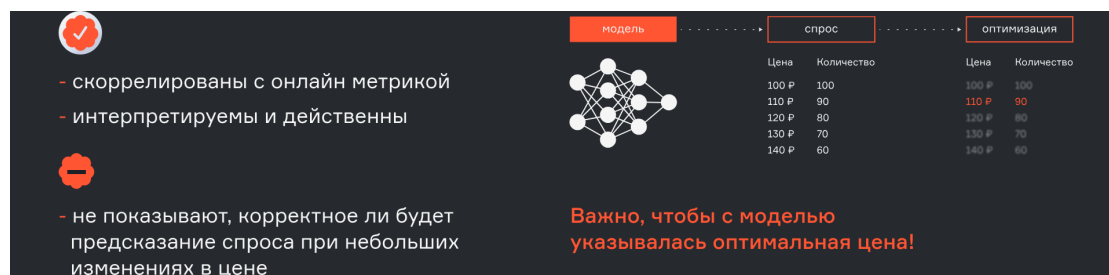 - скоррелированы с онлайн метрикой
- интерпретируемы и действенны
- не показывают, корректное ли будет
предсказание спроса при небольших
изменениях в цене
модель
спрос
оптимизация
Цена Количество
100 ₽ 100
110 ₽ 90
120 ₽ 80
130 ₽ 70
140 ₽ 60
Цена Количество
100 ₽ 100
110 ₽ 90
120 ₽ 80
130 ₽ 70
140 ₽ 60
Важно, чтобы с моделью
указывалась оптимальная цена!